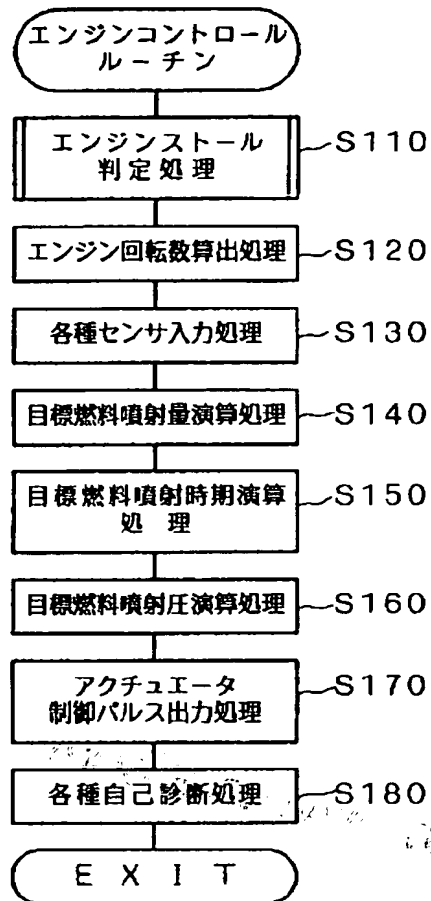 エンジンコントロール
ルーチン
エンジンストール
判定処理
S110
エンジン回転数算出処理
S120
各種センサ入力処理
S130
目標燃料噴射量演算処理
S140
目標燃料噴射時期演算
処理
S150
目標燃料噴射圧演算処理
S160
アクチュエータ
制御パルス出力処理
S170
各種自己診断処理
S180
EXIT